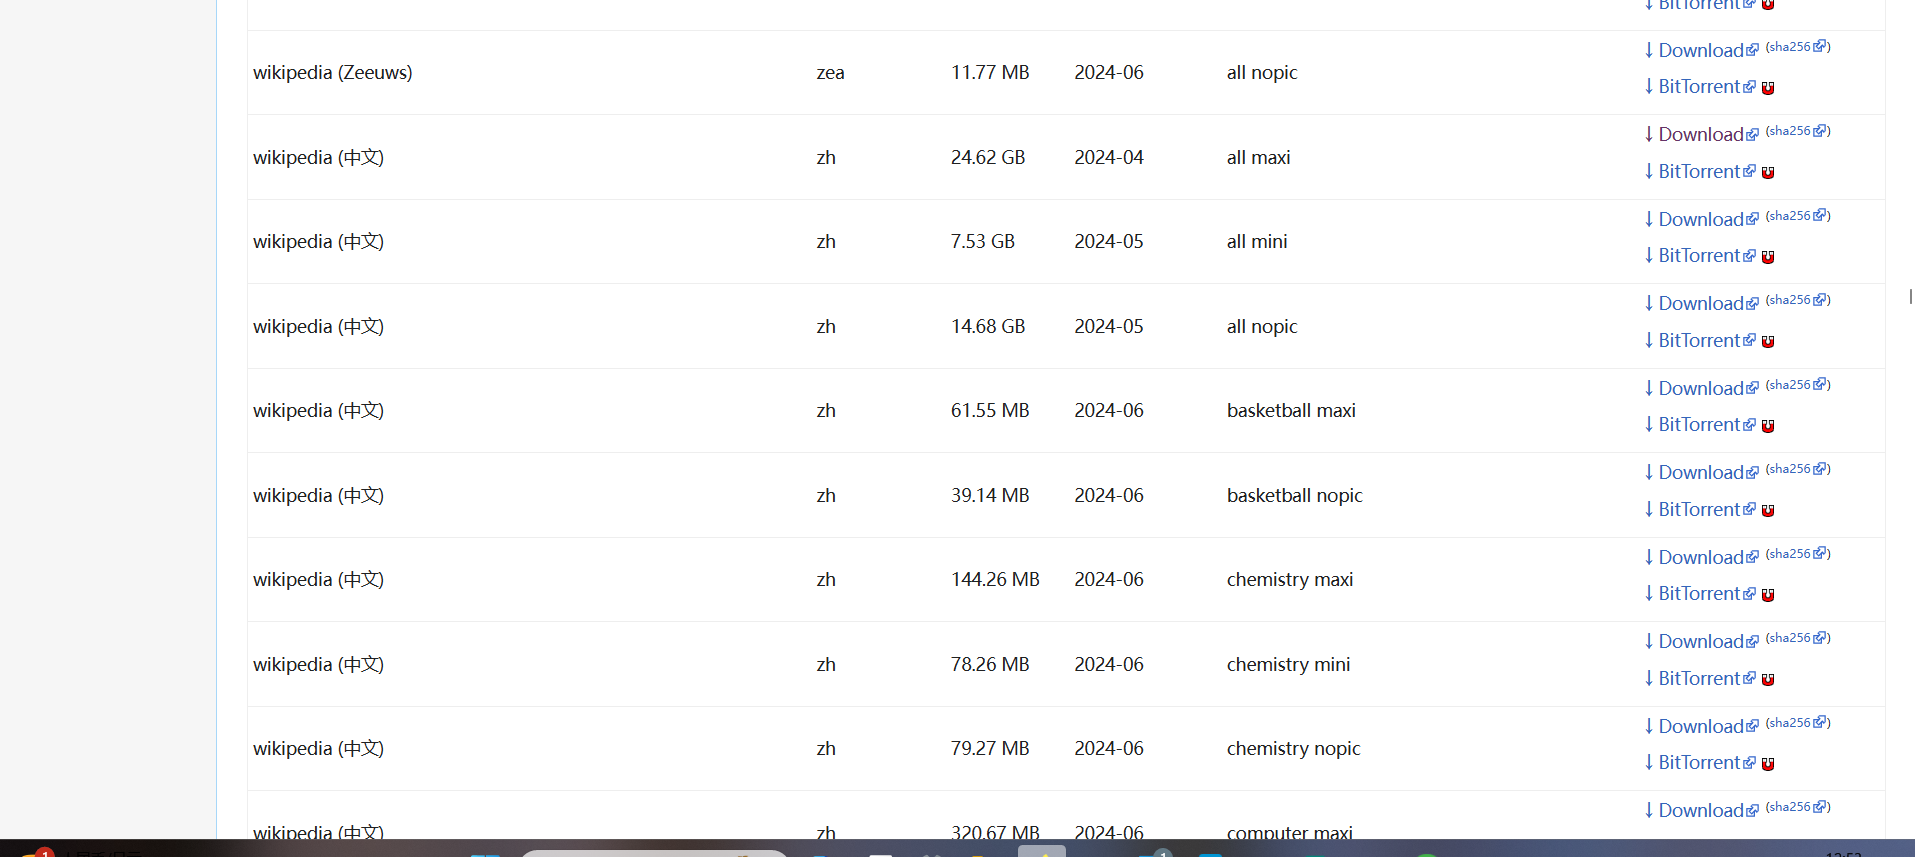 BitTorrent
wikipedia (Zeeuws) zea 11.77 MB 2024-06 all nopic ↓ Download (sha256)
↓ BitTorrent
wikipedia (中文) zh 24.62 GB 2024-04 all maxi ↓ Download (sha256)
↓ BitTorrent
wikipedia (中文) zh 7.53 GB 2024-05 all mini ↓ Download (sha256)
↓ BitTorrent
wikipedia (中文) zh 14.68 GB 2024-05 all nopic ↓ Download (sha256)
↓ BitTorrent
wikipedia (中文) zh 61.55 MB 2024-06 basketball maxi ↓ Download (sha256)
↓ BitTorrent
wikipedia (中文) zh 39.14 MB 2024-06 basketball nopic ↓ Download (sha256)
↓ BitTorrent
wikipedia (中文) zh 144.26 MB 2024-06 chemistry maxi ↓ Download (sha256)
↓ BitTorrent
wikipedia (中文) zh 78.26 MB 2024-06 chemistry mini ↓ Download (sha256)
↓ BitTorrent
wikipedia (中文) zh 79.27 MB 2024-06 chemistry nopic ↓ Download (sha256)
↓ BitTorrent
wikipedia (中文) zh 320.67 MB 2024-06 computer maxi ↓ Download (sha256)
1 1